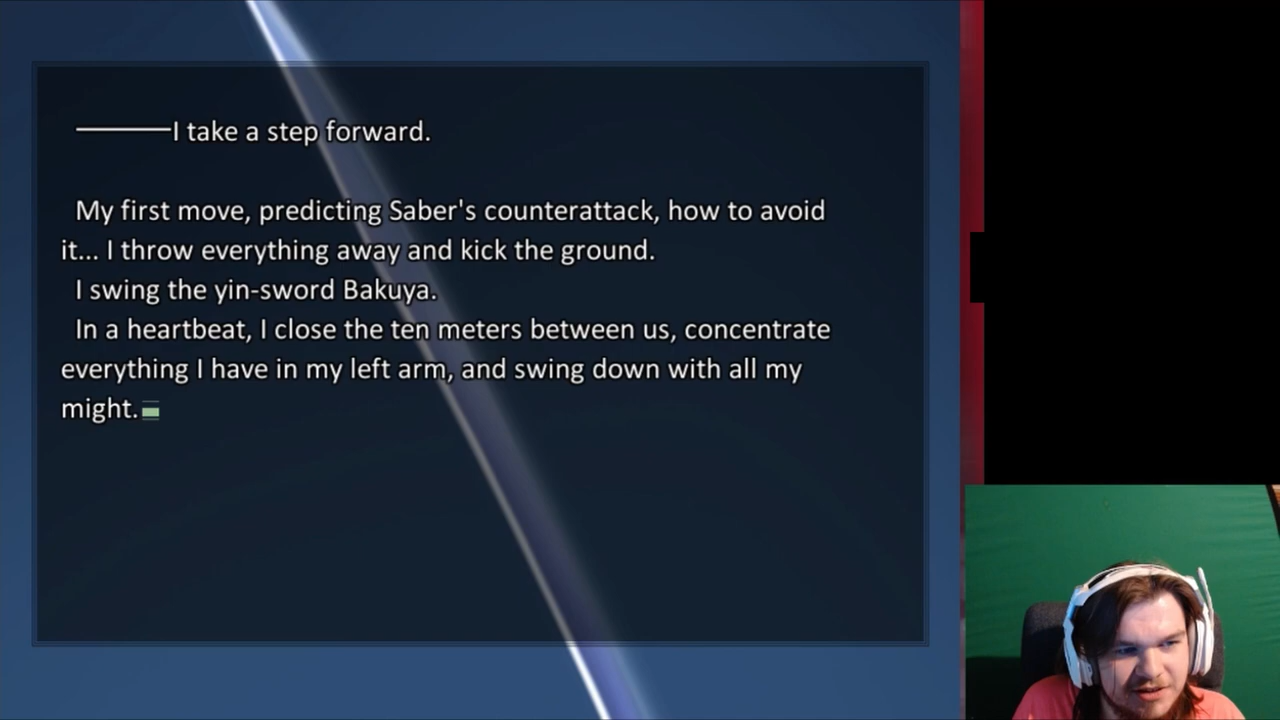 ————I take a step forward.
My first move, predicting Saber's counterattack, how to avoid
it... I throw everything away and kick the ground.
I swing the yin-sword Bakuya.
In a heartbeat, I close the ten meters between us, concentrate
everything I have in my left arm, and swing down with all my
might.